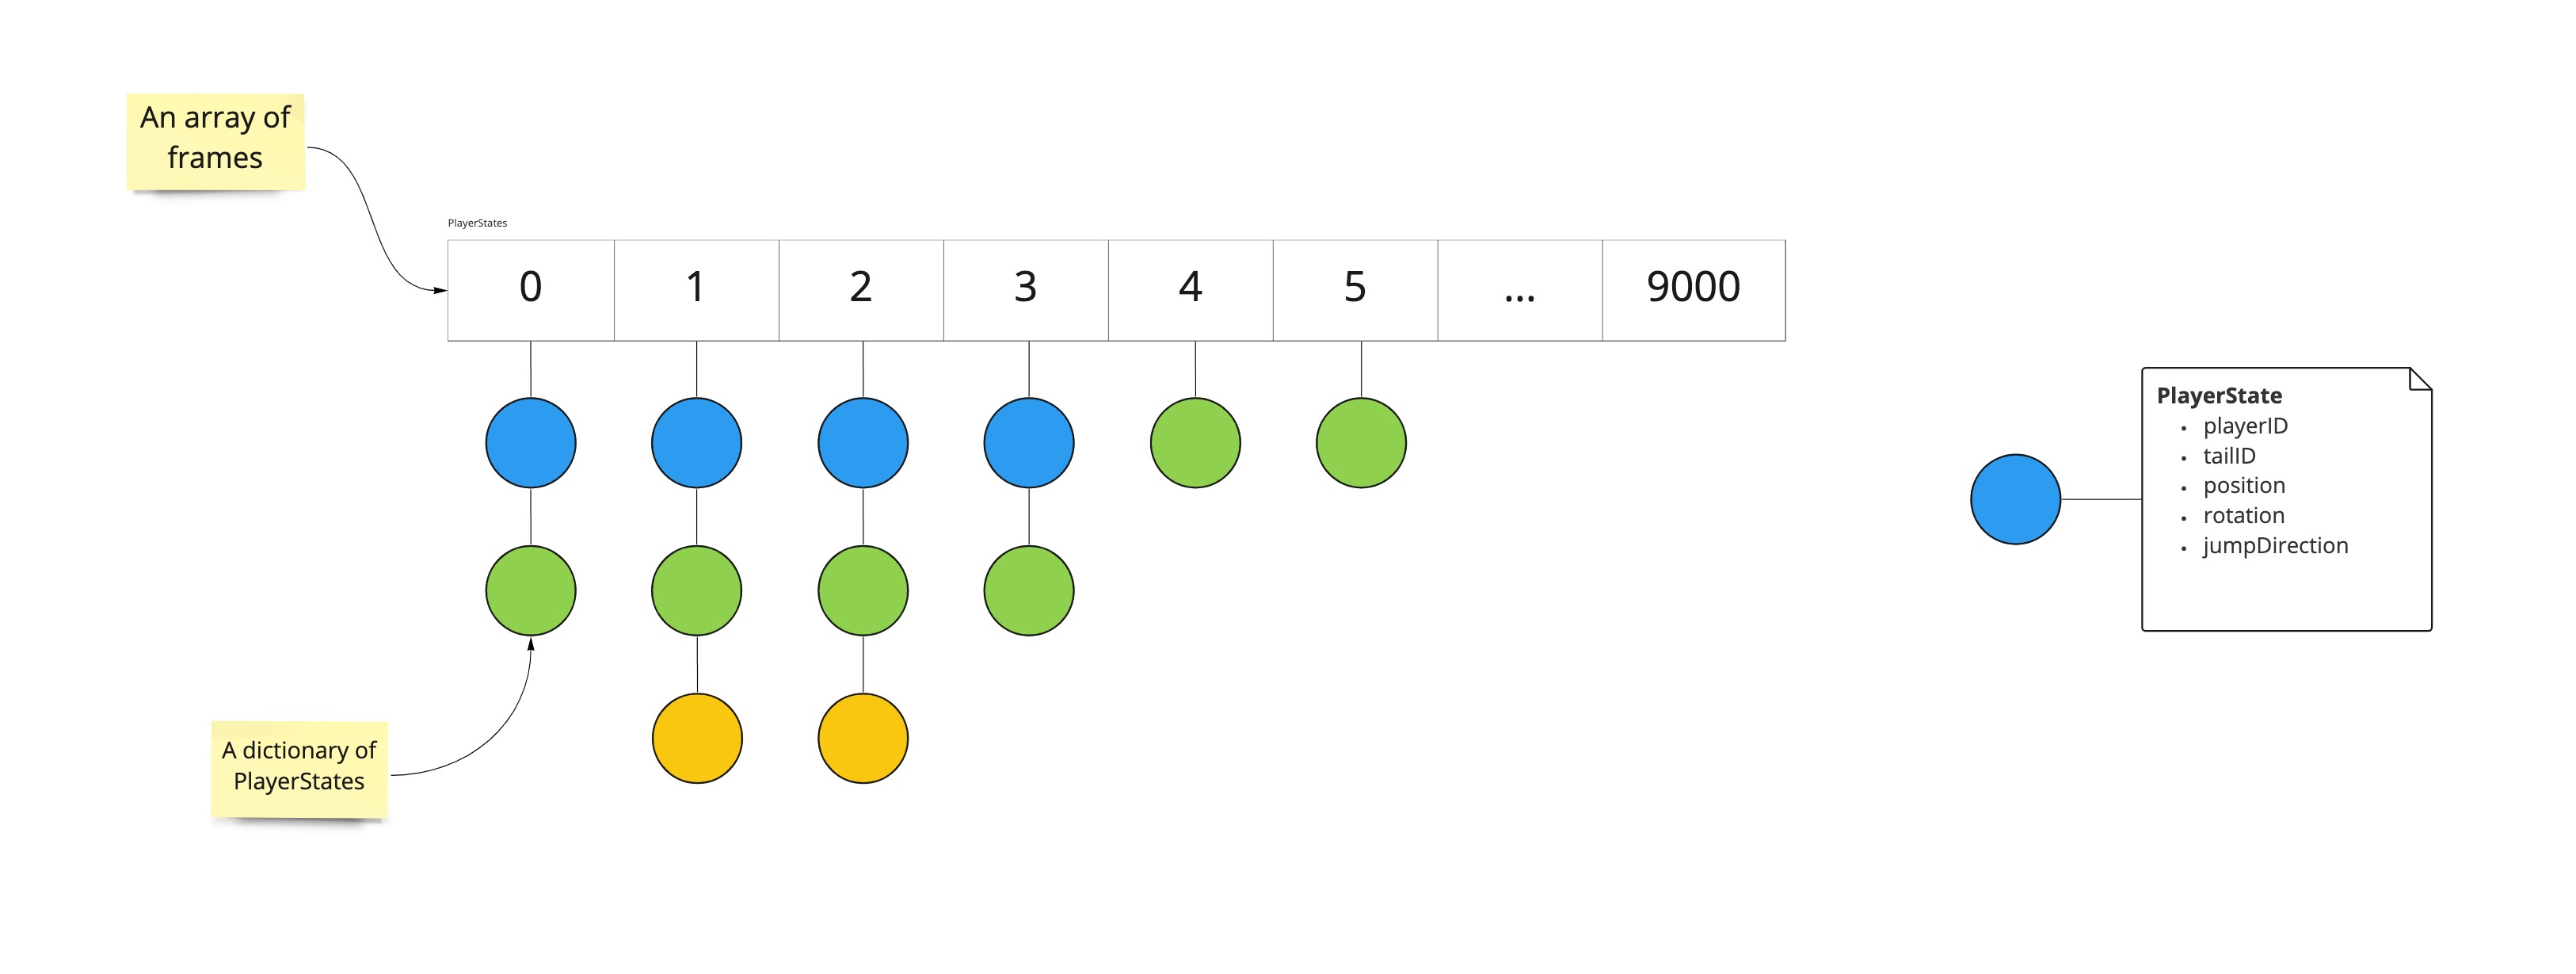 An array of
frames
PlayerStates
0 1 2 3 4 5 ... 9000
PlayerState
• playerID
• tailID
• position
• rotation
• jumpDirection
A dictionary of
PlayerStates